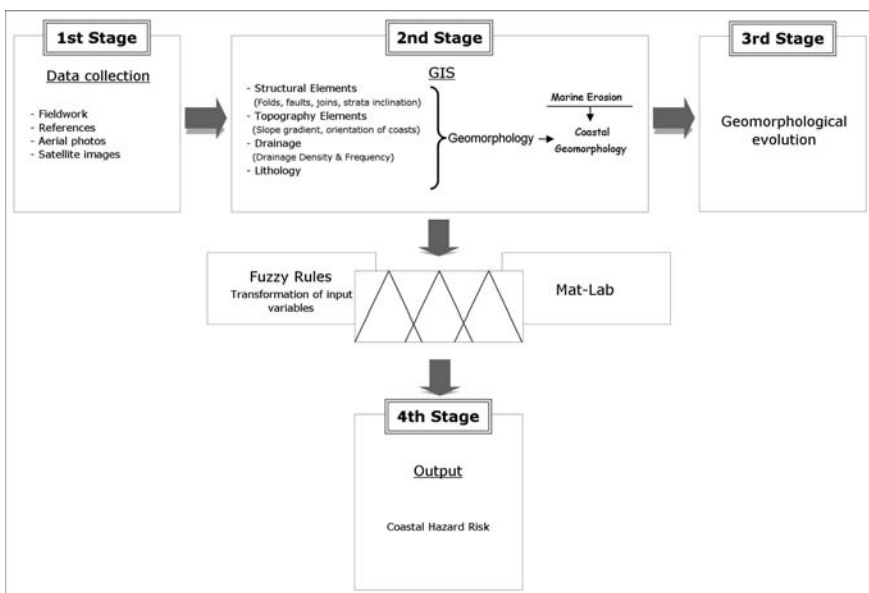 1st Stage
Data collection
- Fieldwork
- References
- Aerial photos
- Satellite images
2nd Stage
GIS
- Structural Elements
(Folds, faults, joins, strata inclination)
- Topography Elements
(Slope gradient, orientation of coasts)
- Drainage
(Drainage Density & Frequency)
- Lithology
Geomorphology
Marine Erosion
Coastal
Geomorphology
3rd Stage
Geomorphological
evolution
Fuzzy Rules
Transformation of input
variables
Mat-Lab
4th Stage
Output
Coastal Hazard Risk